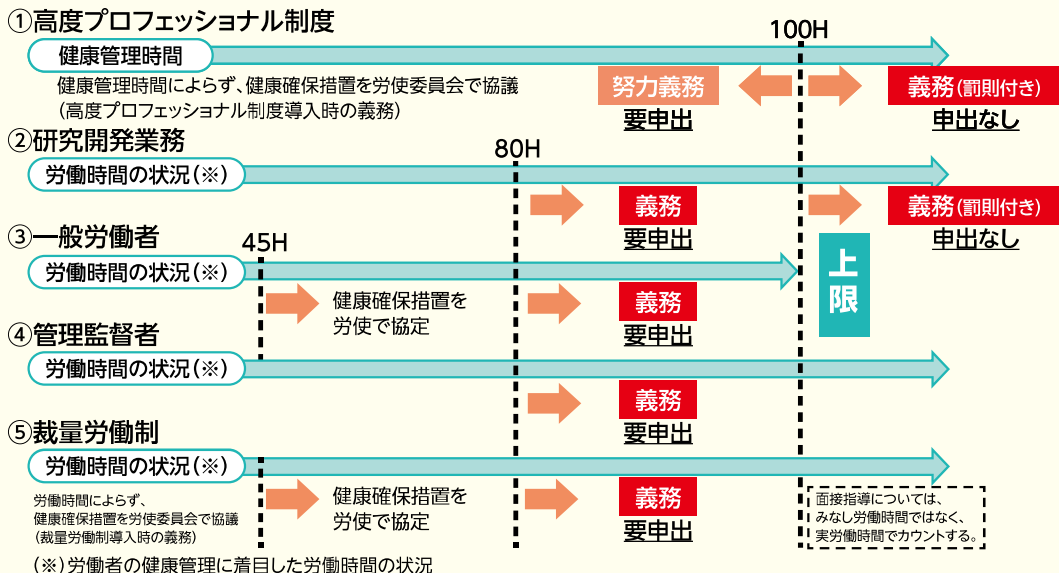 ①高度プロフェッショナル制度
100H
健康管理時間
健康管理時間によらず、健康確保措置を労使委員会で協議
(高度プロフェッショナル制度導入時の義務)
努力義務
要申出
義務(罰則付き)
申出なし
②研究開発業務
80H
労働時間の状況(※)
義務
要申出
義務(罰則付き)
申出なし
③一般労働者
45H
労働時間の状況(※)
健康確保措置を
労使で協定
義務
要申出
上限
④管理監督者
労働時間の状況(※)
義務
要申出
⑤裁量労働制
労働時間の状況(※)
労働時間によらず、
健康確保措置を労使委員会で協議
(裁量労働制導入時の義務)
健康確保措置を
労使で協定
義務
要申出
面接指導については、
みなし労働時間ではなく、
実労働時間でカウントする。
(※)労働者の健康管理に着目した労働時間の状況